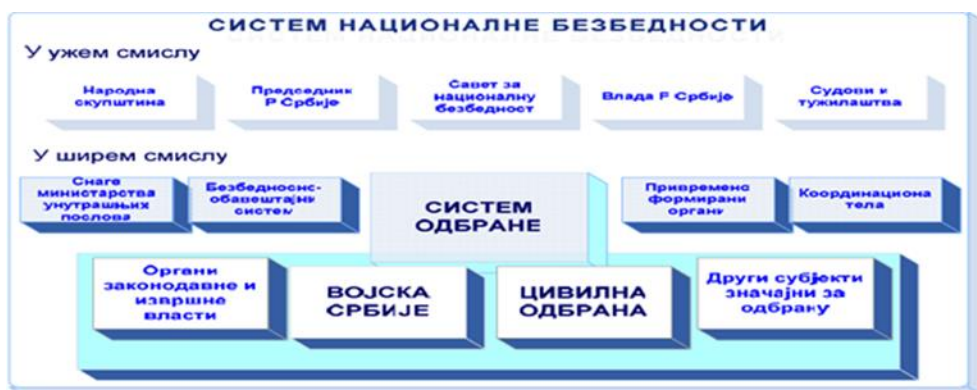 СИСТЕМ НАЦИОНАЛНЕ БЕЗБЕДНОСТИ
У ужем смислу
Народна
скупштина
Председник
Р Србије
Савет за
националну
безбедност
Влада Р Србије
Судови и
тужилаштва
У ширем смислу
Снаге
министарства
унутрашњих
послова
Безбедносно-
обавештајни
систем
СИСТЕМ
ОДБРАНЕ
Привремено
формирани
органи
Координациона
тела
Органи
законодавне и
извршне
власти
ВОЈСКА
СРБИЈЕ
ЦИВИЛНА
ОДБРАНА
Други субјекти
значајни за
одбрану